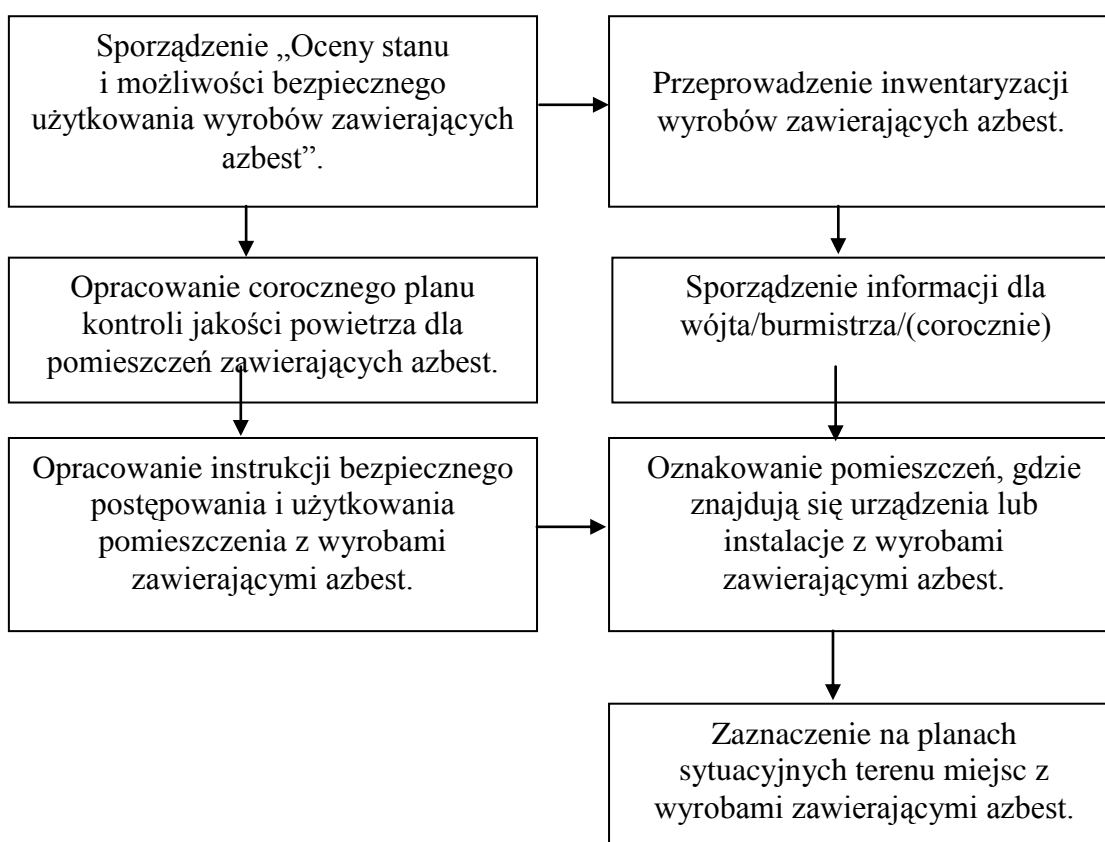 Sporządzenie „Oceny stanu
i możliwości bezpiecznego
użytkowania wyrobów zawierających
azbest”.
Przeprowadzenie inwentaryzacji
wyrobów zawierających azbest.
Opracowanie corocznego planu
kontroli jakości powietrza dla
pomieszczeń zawierających azbest.
Sporządzenie informacji dla
wójta/burmistrza/(corocznie)
Opracowanie instrukcji bezpiecznego
postępowania i użytkowania
pomieszczenia z wyrobami
zawierającymi azbest.
Oznakowanie pomieszczeń, gdzie
znajdują się urządzenia lub
instalacje z wyrobami
zawierającymi azbest.
Zaznaczenie na planach
sytuacyjnych terenu miejsc z
wyrobami zawierającymi azbest.